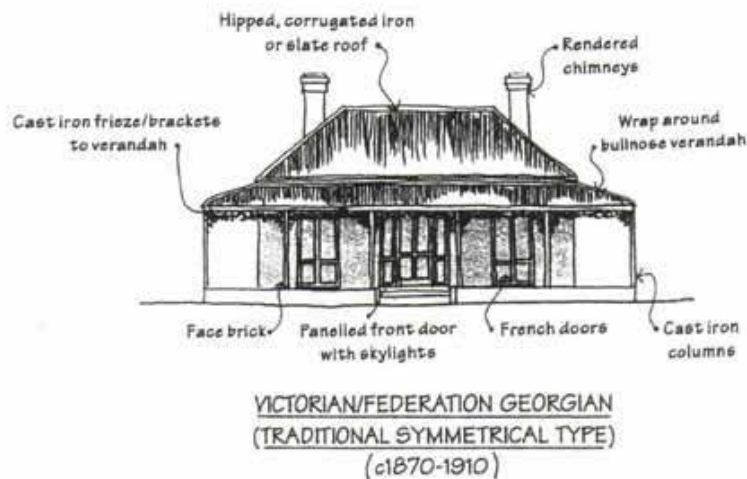 Hipped, corrugated iron
or slate roof
Rendered
chimneys
Cast iron frieze/brackets
to verandah
Wrap around
bullnose verandah
Face brick
Panelled front door
with skylights
French doors
Cast iron
columns
VICTORIAN/FEDERATION GEORGIAN
(TRADITIONAL SYMMETRICAL TYPE)
(c1870-1910)